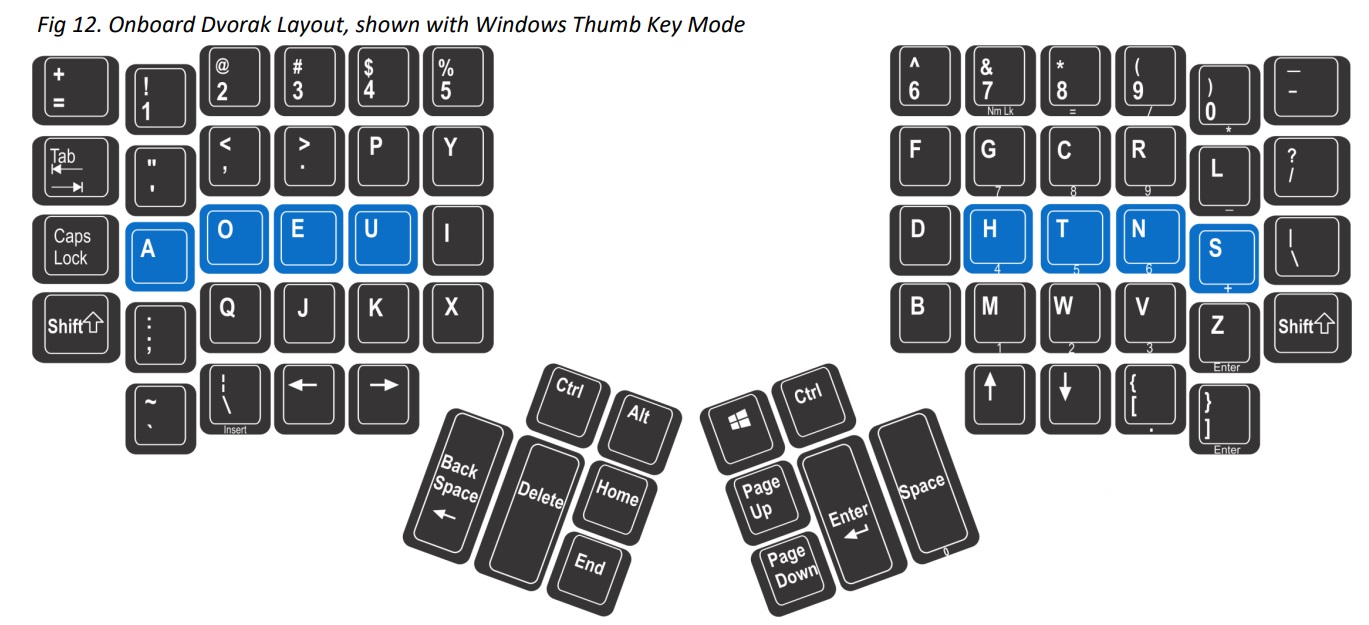 Fig 12. Onboard Dvorak Layout, shown with Windows Thumb Key Mode
+ ! @ # $ % ^ & * ( ) _
= 1 2 3 4 5 6 7 8 9 0 -
Nm Lk = / *
Tab " < > P Y F G C R L ?
' , . 7 8 9 - /
Caps A O E U I D H T N S |
Lock 4 5 6 + \
Shift : Q J K X B M W V Z Shift
; 1 2 3 Enter
~ ¦ ← → ↑ ↓ { }
` \ [ ]
Insert . Enter
Ctrl Alt Ctrl
Back
Space
←
Delete
Home
End
Page
Up
Page
Down
Enter
Space
0